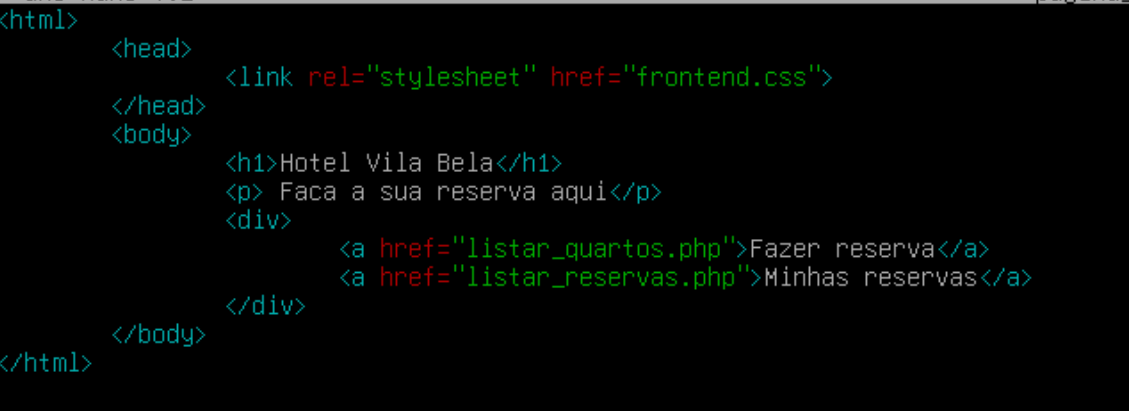 <html>
<head>
<link rel="stylesheet" href="frontend.css">
</head>
<body>
<h1>Hotel Vila Bela</h1>
<p> Faca a sua reserva aqui</p>
<div>
<a href="listar_quartos.php">Fazer reserva</a>
<a href="listar_reservas.php">Minhas reservas</a>
</div>
</body>
</html>